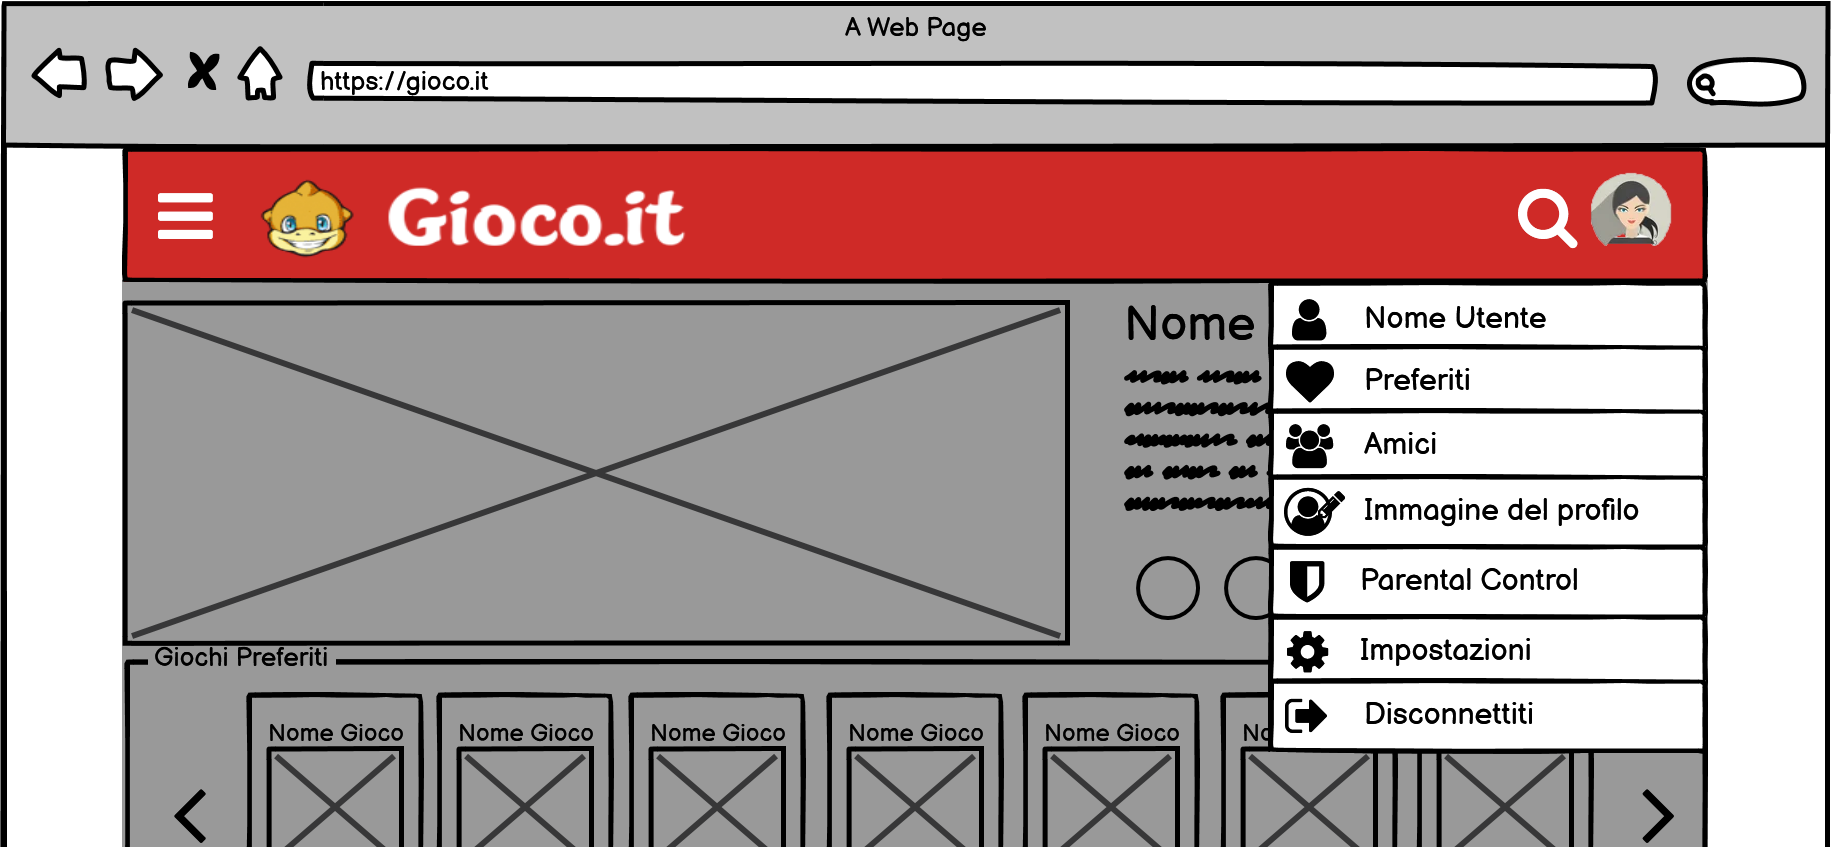 A Web Page
https://gioco.it
Gioco.it
Nome
Nome Utente
Preferiti
Amici
Immagine del profilo
Parental Control
Impostazioni
Disconnettiti
Giochi Preferiti
Nome Gioco
Nome Gioco
Nome Gioco
Nome Gioco
Nome Gioco